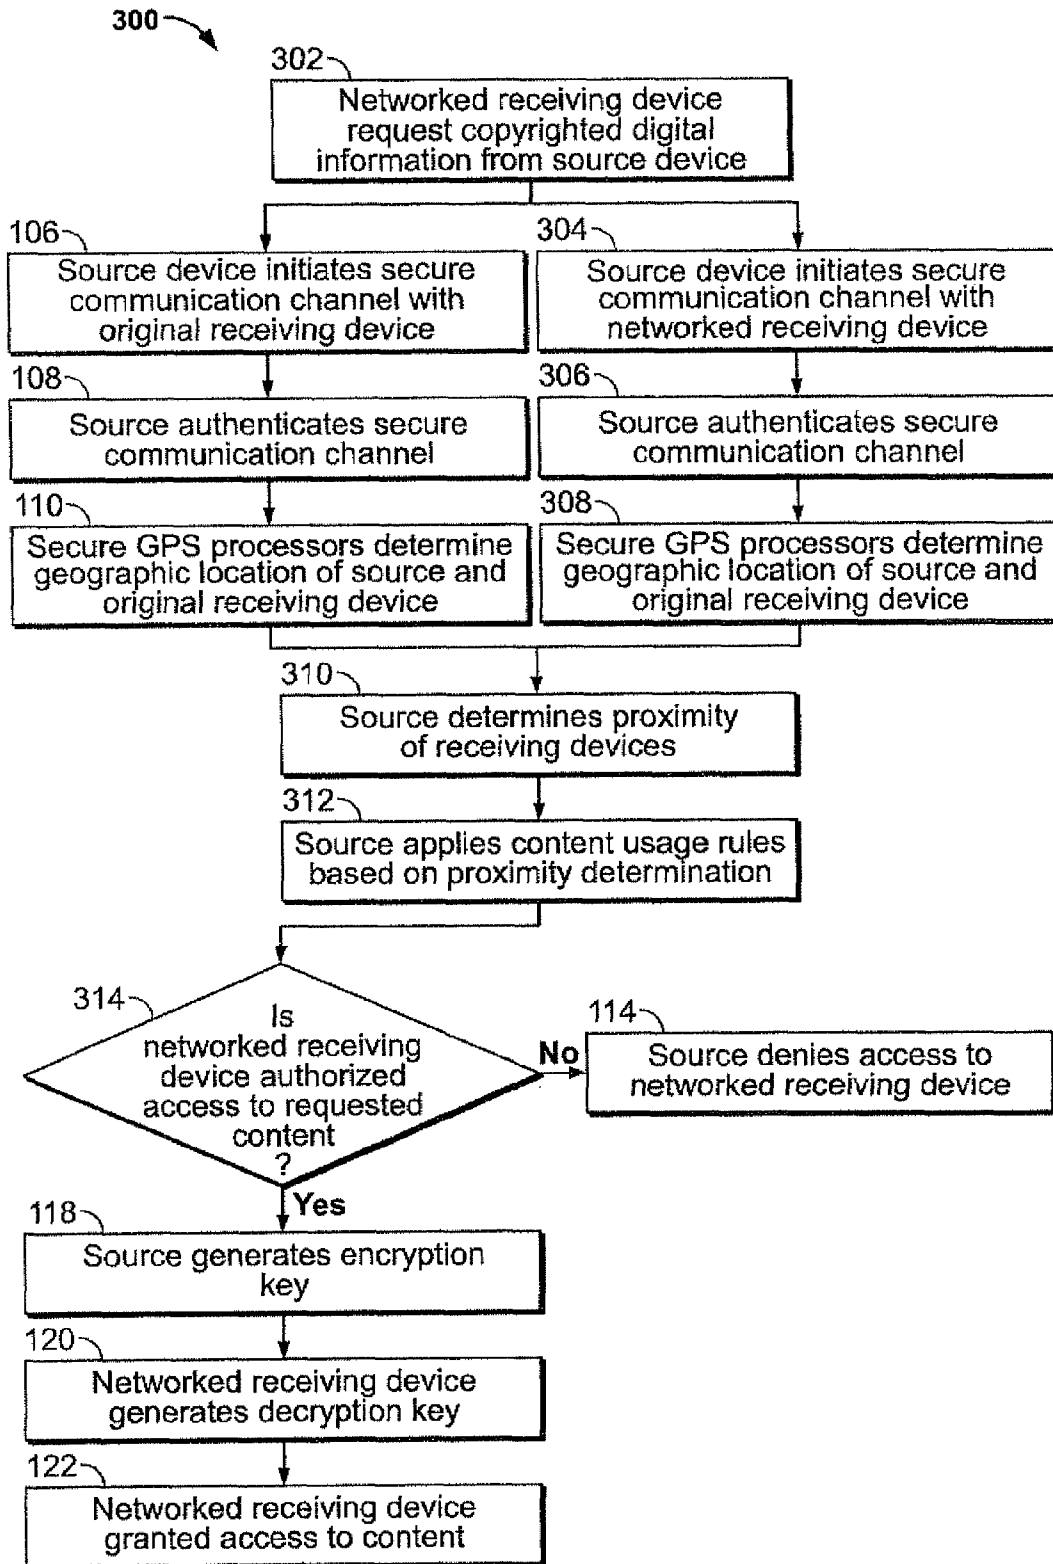 300
302
Networked receiving device
request copyrighted digital
information from source device
106
Source device initiates secure
communication channel with
original receiving device
304
Source device initiates secure
communication channel with
networked receiving device
108
Source authenticates secure
communication channel
306
Source authenticates secure
communication channel
110
Secure GPS processors determine
geographic location of source and
original receiving device
308
Secure GPS processors determine
geographic location of source and
original receiving device
310
Source determines proximity
of receiving devices
312
Source applies content usage rules
based on proximity determination
314
Is
networked receiving
device authorized
access to requested
content
?
No
114
Source denies access to
networked receiving device
Yes
118
Source generates encryption
key
120
Networked receiving device
generates decryption key
122
Networked receiving device
granted access to content